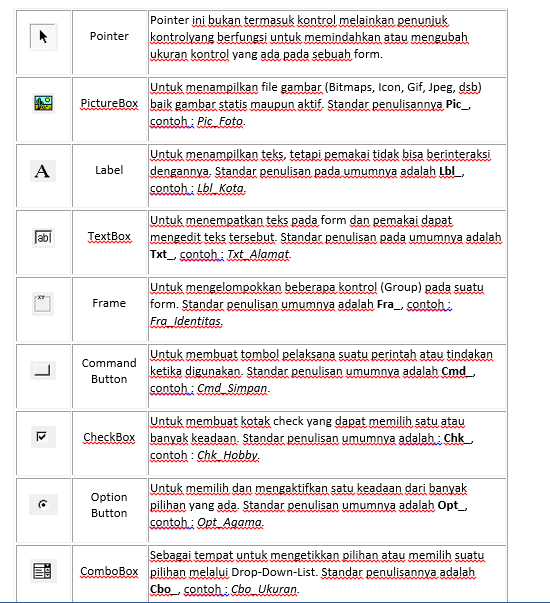 Pointer
Pointer ini bukan termasuk kontrol melainkan penunjuk
kontrolyang berfungsi untuk memindahkan atau mengubah
ukuran kontrol yang ada pada sebuah form.
PictureBox
Untuk menampilkan file gambar (Bitmaps, Icon, Gif, Jpeg, dsb)
baik gambar statis maupun aktif. Standar penulisannya Pic_,
contoh : Pic_Foto.
A
Label
Untuk menampilkan teks, tetapi pemakai tidak bisa berinteraksi
dengannya. Standar penulisan pada umumnya adalah Lbl_,
contoh : Lbl_Kota.
ab
TextBox
Untuk menempatkan teks pada form dan pemakai dapat
mengedit teks tersebut. Standar penulisan pada umumnya adalah
Txt_, contoh : Txt_Alamat.
xv
Frame
Untuk mengelompokkan beberapa kontrol (Group) pada suatu
form. Standar penulisan umumnya adalah Fra_, contoh :
Fra_Identitas.
Command
Button
Untuk membuat tombol pelaksana suatu perintah atau tindakan
ketika digunakan. Standar penulisan umumnya adalah Cmd_,
contoh : Cmd_Simpan.
CheckBox
Untuk membuat kotak check yang dapat memilih satu atau
banyak keadaan. Standar penulisan umumnya adalah : Chk_,
contoh : Chk_Hobby.
Option
Button
Untuk memilih dan mengaktifkan satu keadaan dari banyak
pilihan yang ada. Standar penulisan umumnya adalah Opt_,
contoh : Opt_Agama.
ComboBox
Sebagai tempat untuk mengetikkan pilihan atau memilih suatu
pilihan melalui Drop-Down-List. Standar penulisannya adalah
Cbo_, contoh : Cbo_Ukuran.